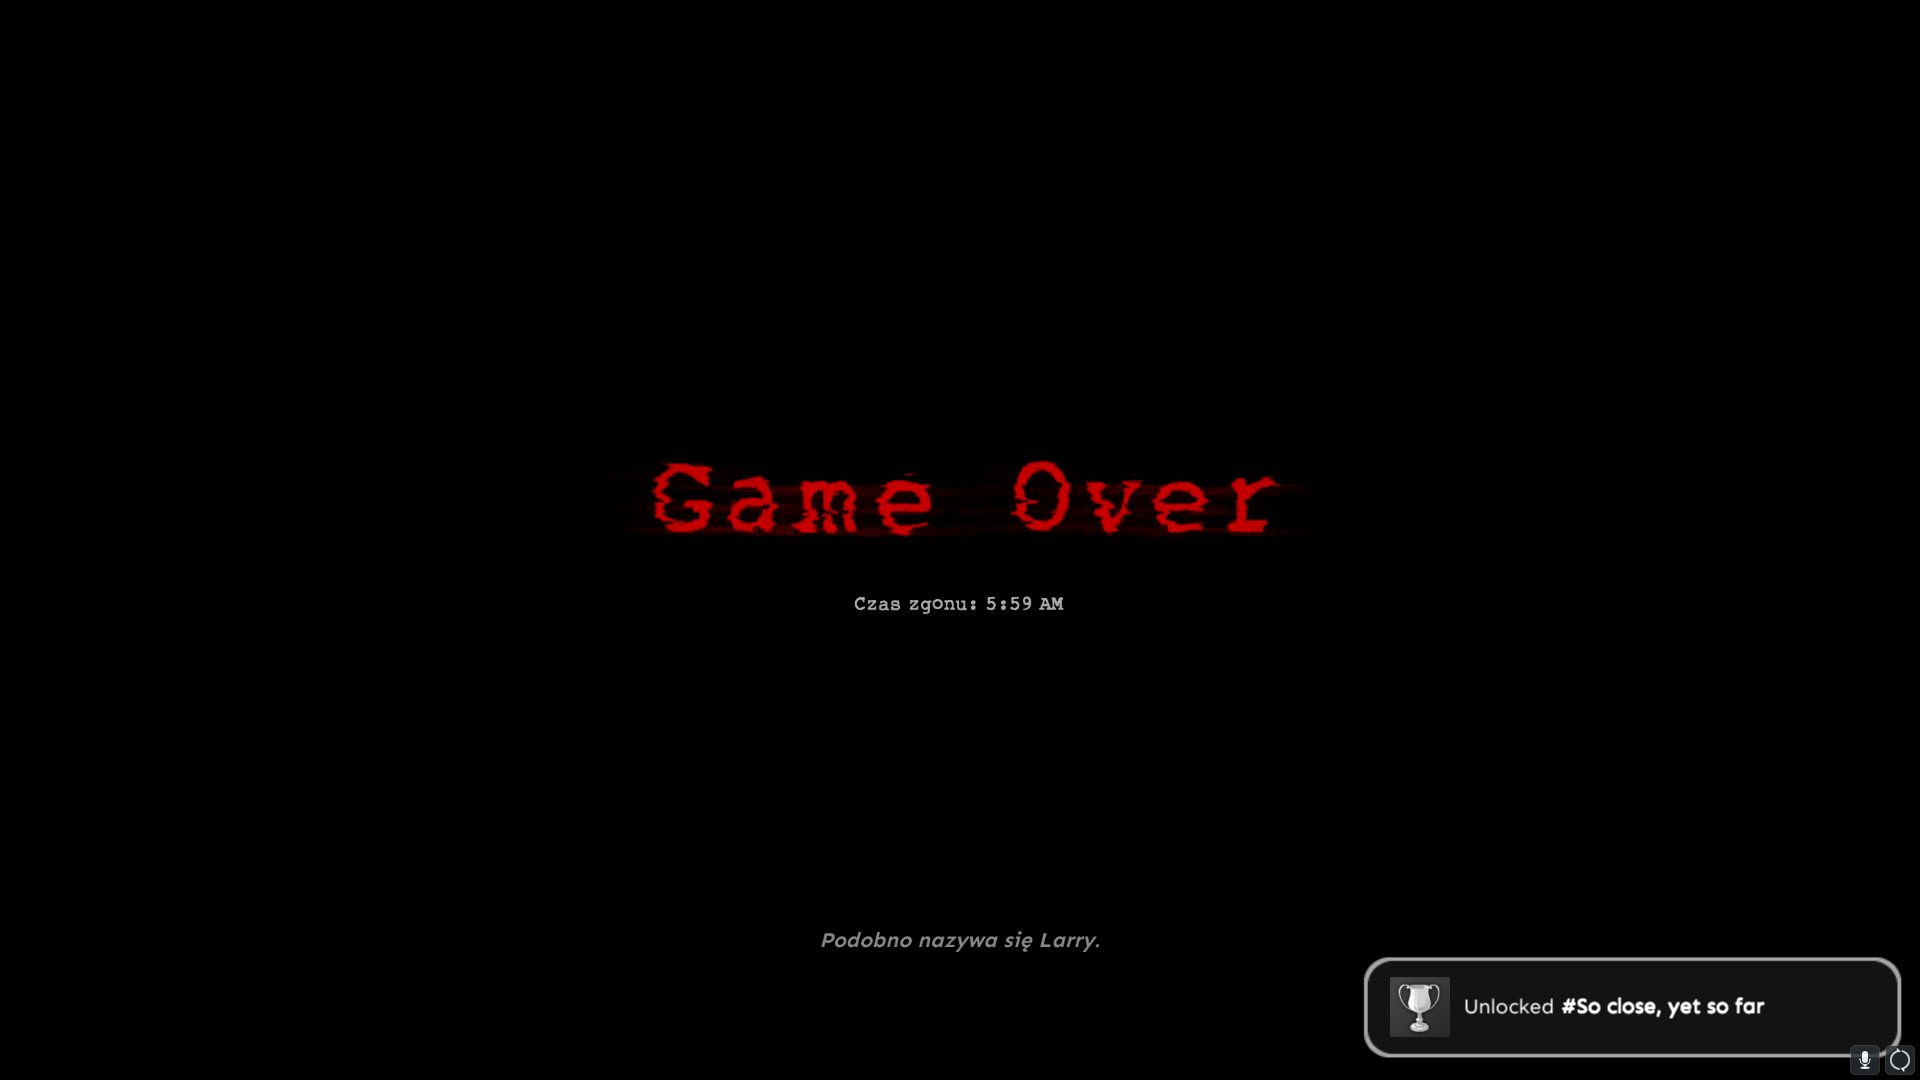 Game Over
Czas zgonu: 5:59 AM
Podobno nazywa się Larry.
Unlocked #So close, yet so far